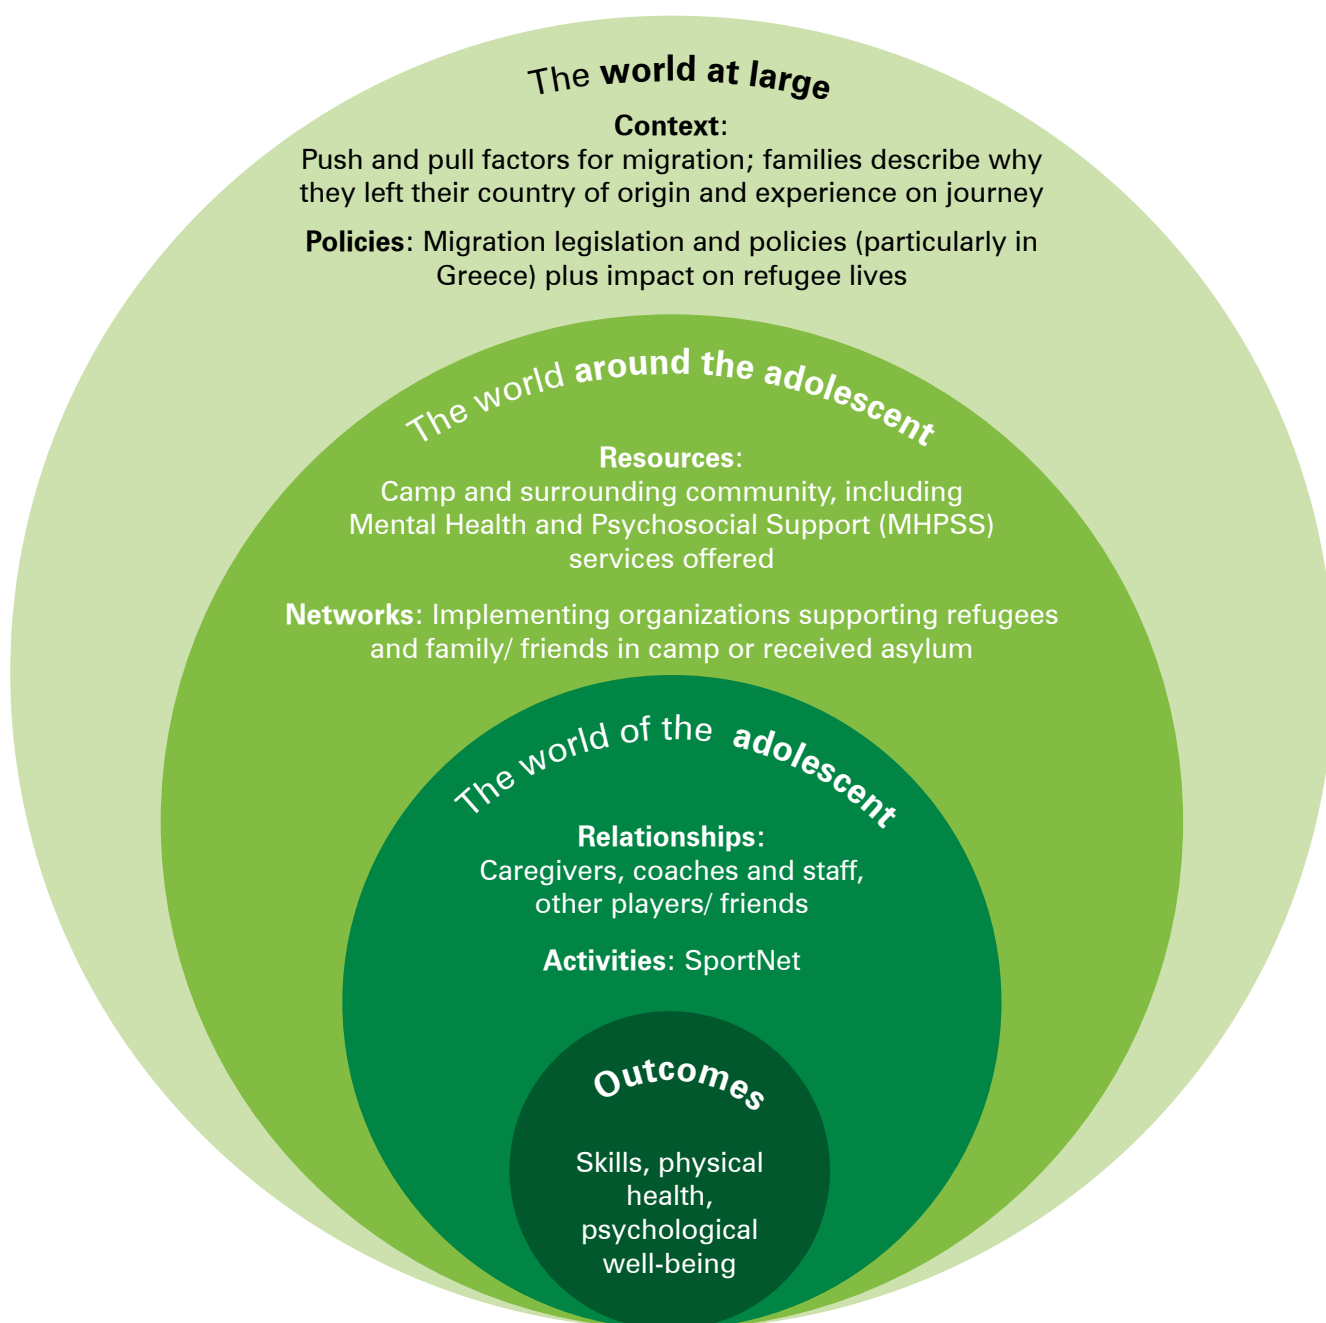 The world at large
Context:
Push and pull factors for migration; families describe why
they left their country of origin and experience on journey
Policies: Migration legislation and policies (particularly in
Greece) plus impact on refugee lives
The world around the adolescent
Resources:
Camp and surrounding community, including
Mental Health and Psychosocial Support (MHPSS)
services offered
Networks: Implementing organizations supporting refugees
and family/ friends in camp or received asylum
The world of the adolescent
Relationships:
Caregivers, coaches and staff,
other players/ friends
Activities: SportNet
Outcomes
Skills, physical
health,
psychological
well-being